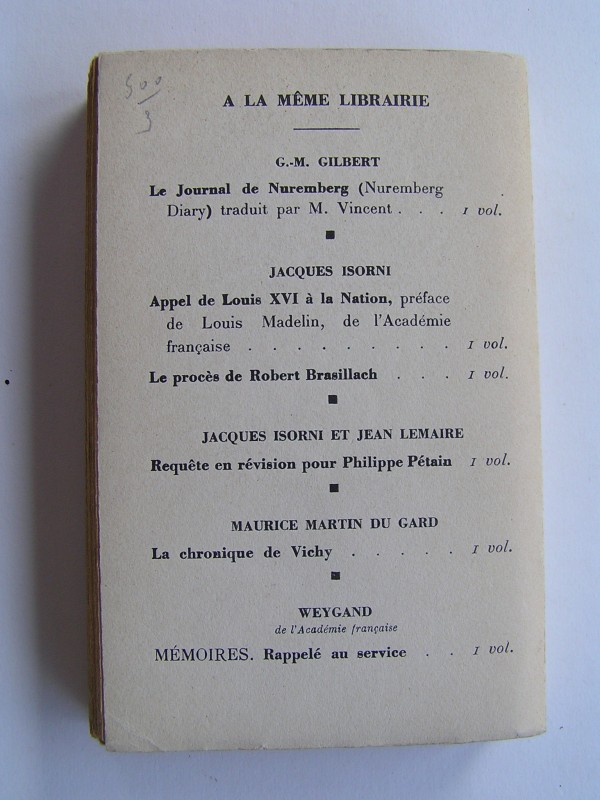 500
3
A LA MÊME LIBRAIRIE
G.-M. GILBERT
Le Journal de Nuremberg (Nuremberg
Diary) traduit par M. Vincent . . . 1 vol.
JACQUES ISORNI
Appel de Louis XVI à la Nation, préface
de Louis Madelin, de l'Académie
française . . . . . . . . . 1 vol.
Le procès de Robert Brasillach . . . 1 vol.
JACQUES ISORNI ET JEAN LEMAIRE
Requête en révision pour Philippe Pétain 1 vol.
MAURICE MARTIN DU GARD
La chronique de Vichy . . . . . 1 vol.
WEYGAND
de l'Académie française
MÉMOIRES. Rappelé au service . . 1 vol.